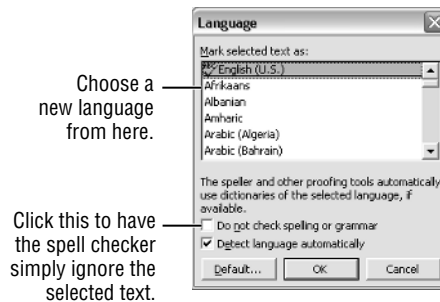 Language
Mark selected text as:
English (U.S.)
Afrikaans
Albanian
Amharic
Arabic (Algeria)
Arabic (Bahrain)
The speller and other proofing tools automatically
use dictionaries of the selected language, if
available.
Do not check spelling or grammar
Detect language automatically
Default...
OK
Cancel
Choose a
new language
from here.
Click this to have
the spell checker
simply ignore the
selected text.